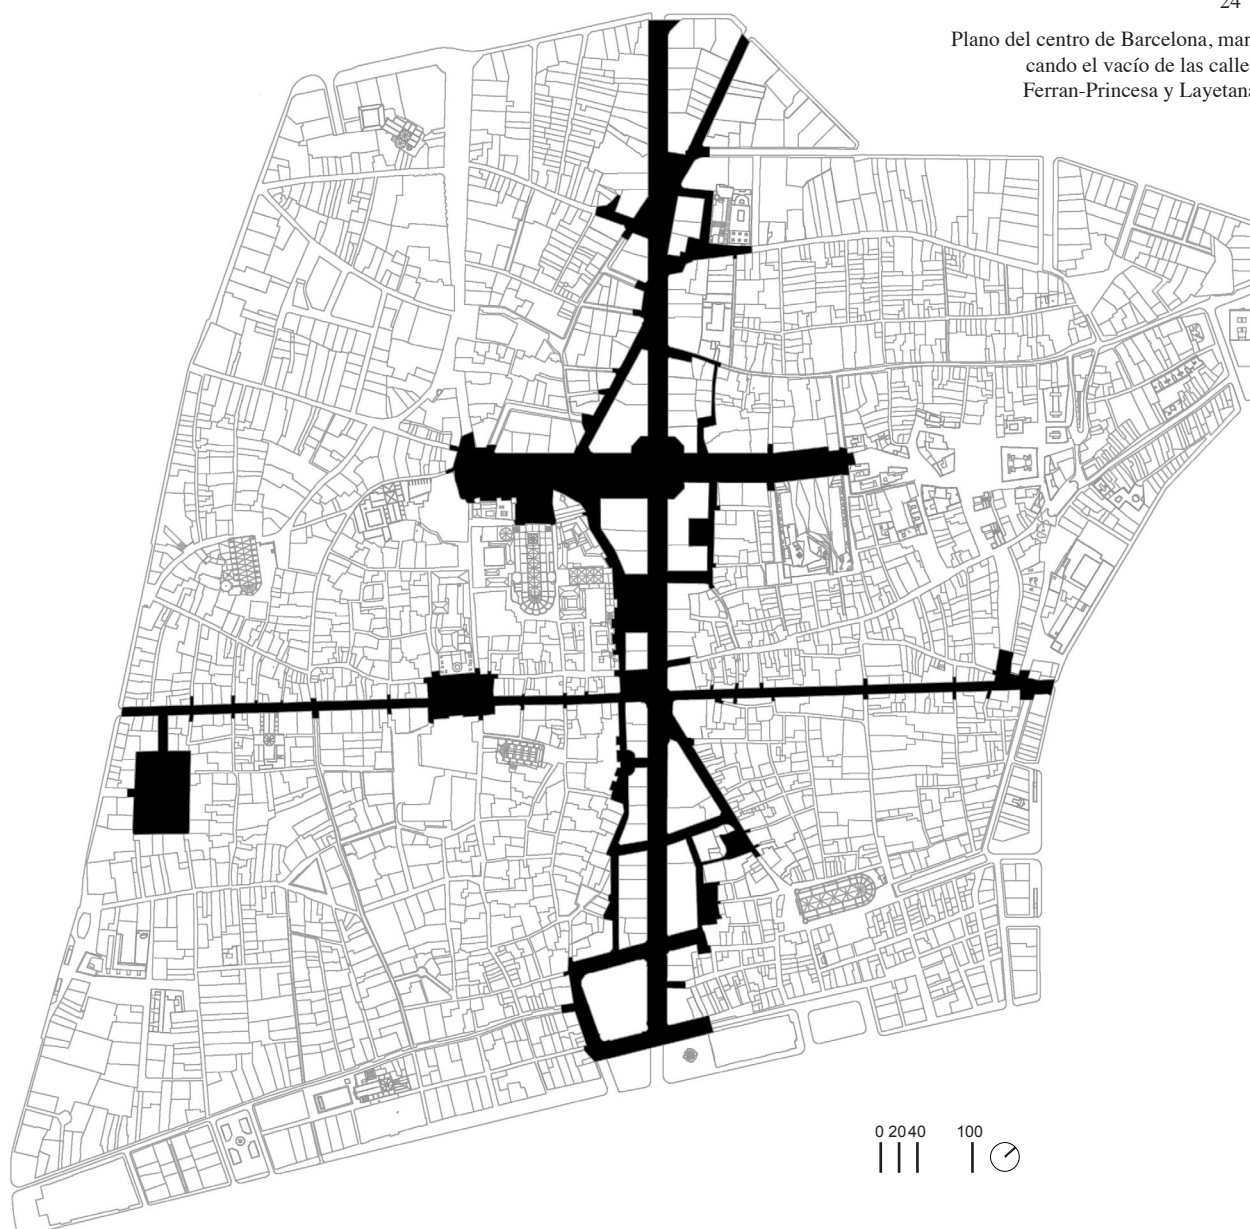 24
Plano del centro de Barcelona, mar
cando el vacío de las calle
Ferran-Princesa y Layetana
0 20 40 100